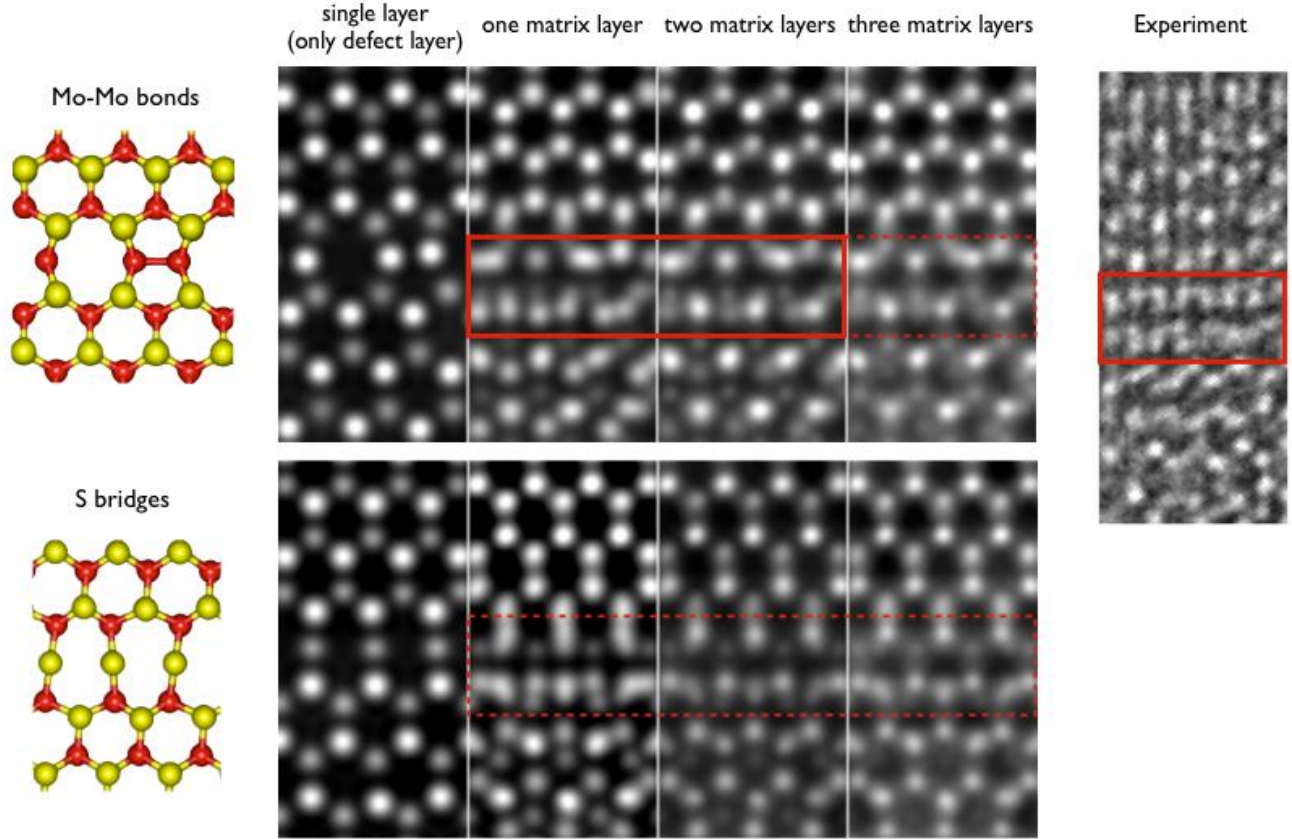 single layer
(only defect layer)
one matrix layer
two matrix layers
three matrix layers
Experiment
Mo-Mo bonds
S bridges